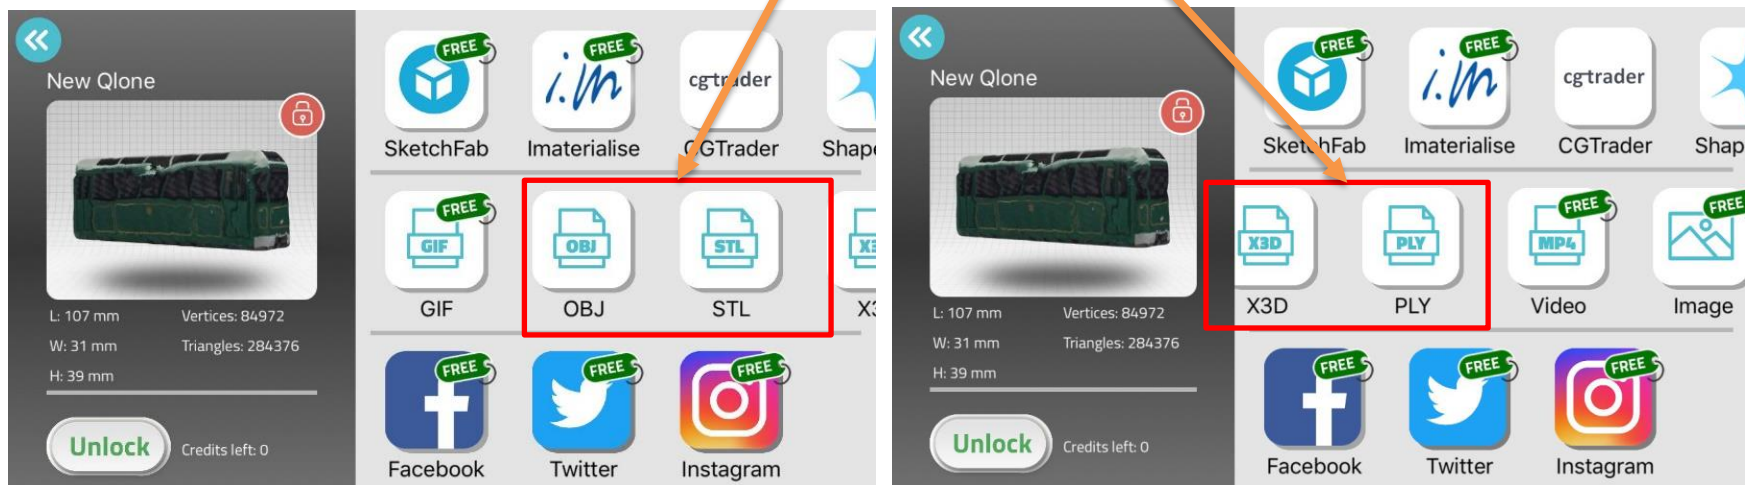 New Qlone
L: 107 mm Vertices: 84972
W: 31 mm Triangles: 284376
H: 39 mm
Unlock Credits left: 0
FREE FREE
i.m cgtrader
SketchFab Imaterialise CGTrader Shape
FREE
GIF OBJ STL X3
GIF OBJ STL X3
FREE FREE FREE
Facebook Twitter Instagram
New Qlone
L: 107 mm Vertices: 84972
W: 31 mm Triangles: 284376
H: 39 mm
Unlock Credits left: 0
FREE FREE
i.m cgtrader
SketchFab Imaterialise CGTrader Shap
FREE FREE
X3D PLY MP4
X3D PLY Video Image
FREE FREE FREE
Facebook Twitter Instagram